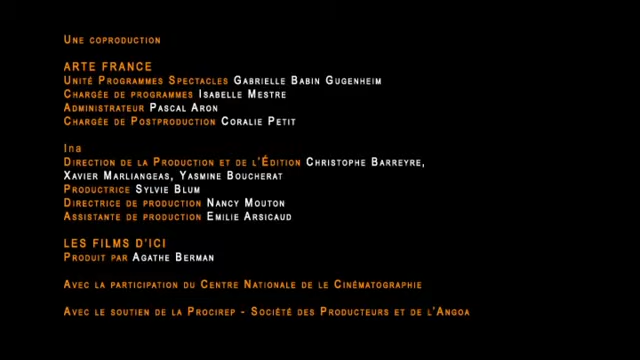 Une coproduction
ARTE FRANCE
Unité Programmes Spectacles Gabrielle Babin Gugenheim
Chargée de programmes Isabelle Mestre
Administrateur Pascal Aron
Chargée de Postproduction Coralie Petit
Ina
Direction de la Production et de l'Édition Christophe Barreyre,
Xavier Marliangeas, Yasmine Boucherat
Productrice Sylvie Blum
Directrice de production Nancy Mouton
Assistante de production Emilie Arsicaud
LES FILMS D'ICI
Produit par Agathe Berman
Avec la participation du Centre Nationale de le Cinématographie
Avec le soutien de la Procirep - Société des Producteurs et de l'Angoa